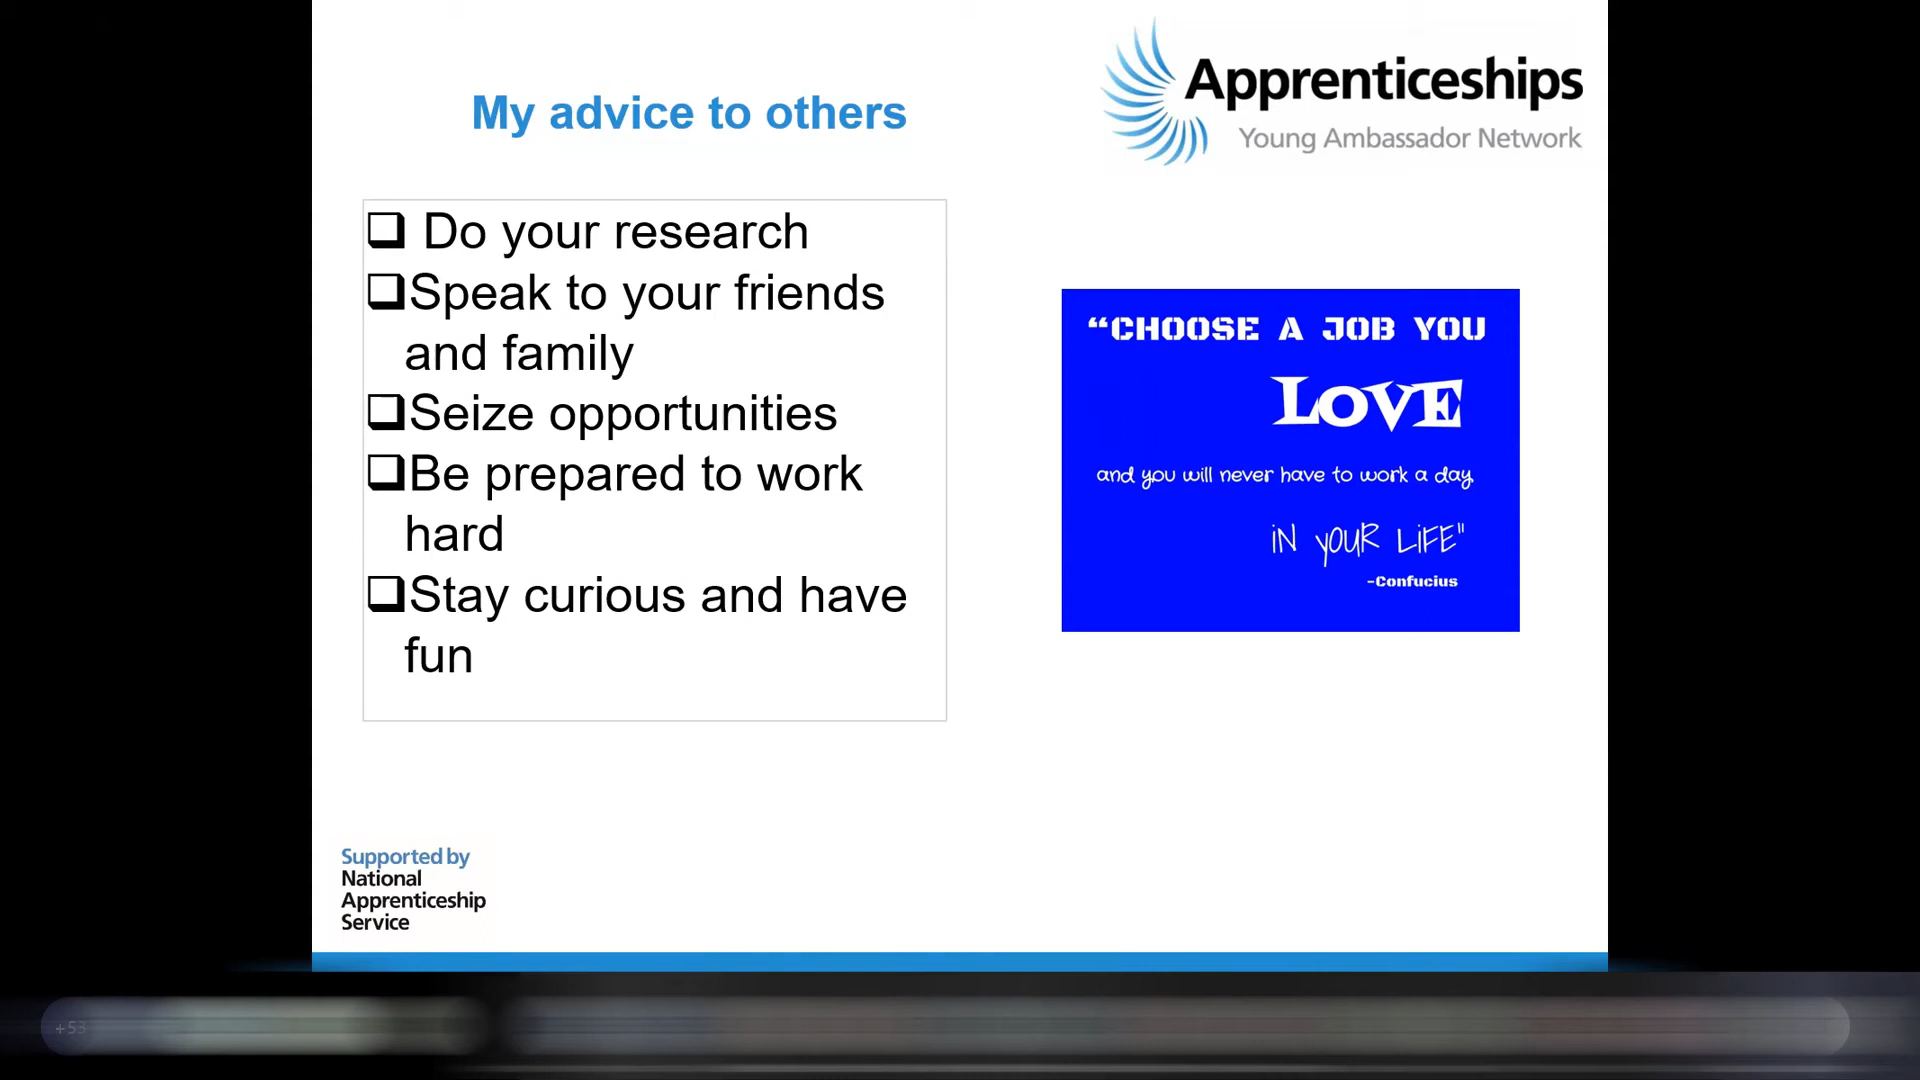 My advice to others
Apprenticeships
Young Ambassador Network
❑ Do your research
❑Speak to your friends
and family
❑Seize opportunities
❑Be prepared to work
hard
❑Stay curious and have
fun
“CHOOSE A JOB YOU
LOVE
and you will never have to work a day
iN YOUR LiFE"
-Confucius
Supported by
National
Apprenticeship
Service
+53